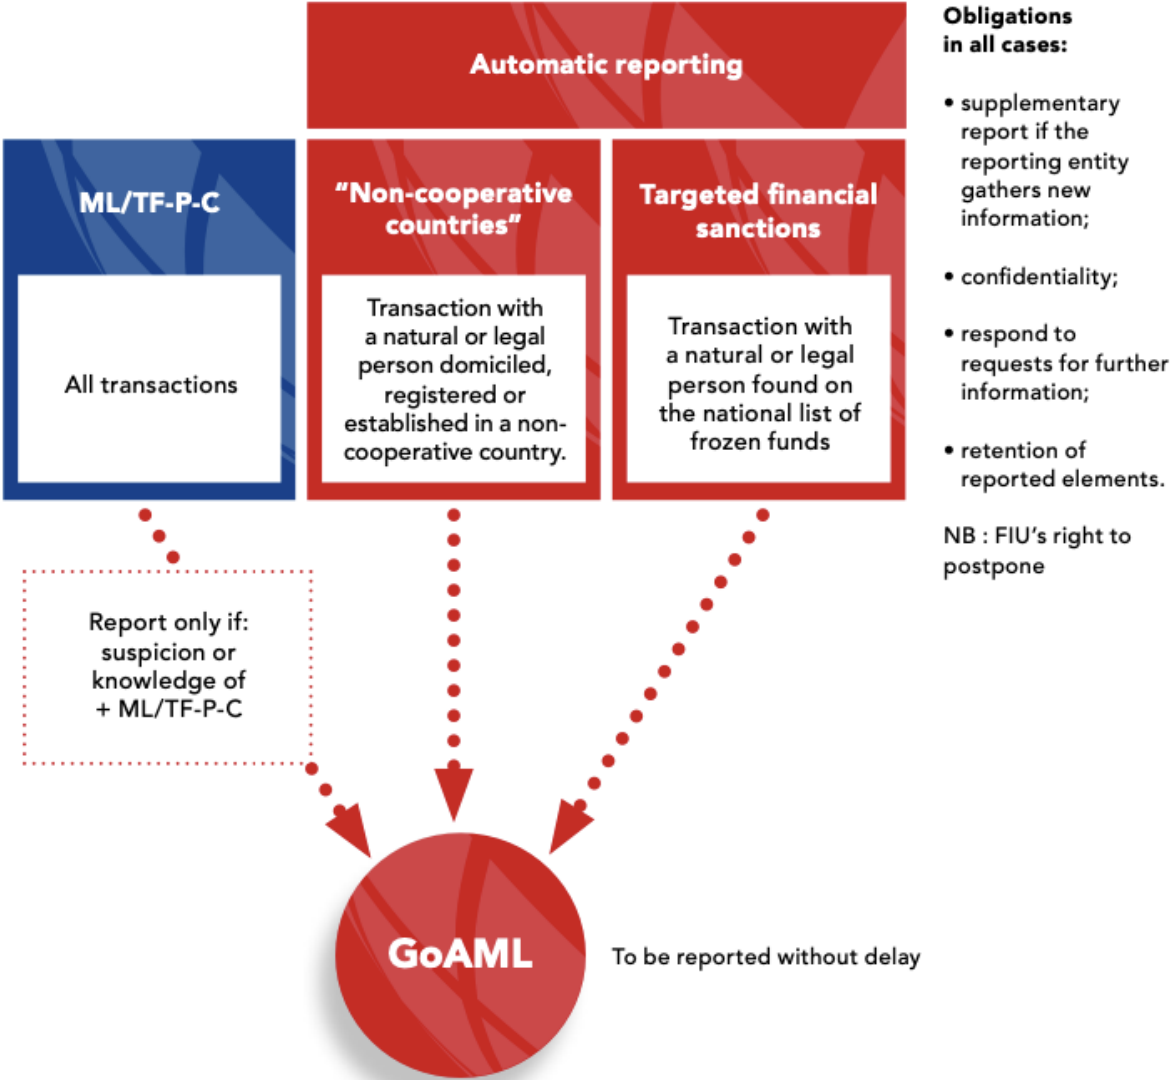 Automatic reporting
ML/TF-P-C
All transactions
"Non-cooperative
countries"
Transaction with
a natural or legal
person domiciled,
registered or
established in a non-
cooperative country.
Targeted financial
sanctions
Transaction with
a natural or legal
person found on
the national list of
frozen funds
Report only if:
suspicion or
knowledge of
+ ML/TF-P-C
GoAML
To be reported without delay
Obligations
in all cases:
• supplementary
report if the
reporting entity
gathers new
information;
• confidentiality;
• respond to
requests for further
information;
• retention of
reported elements.
NB : FIU's right to
postpone